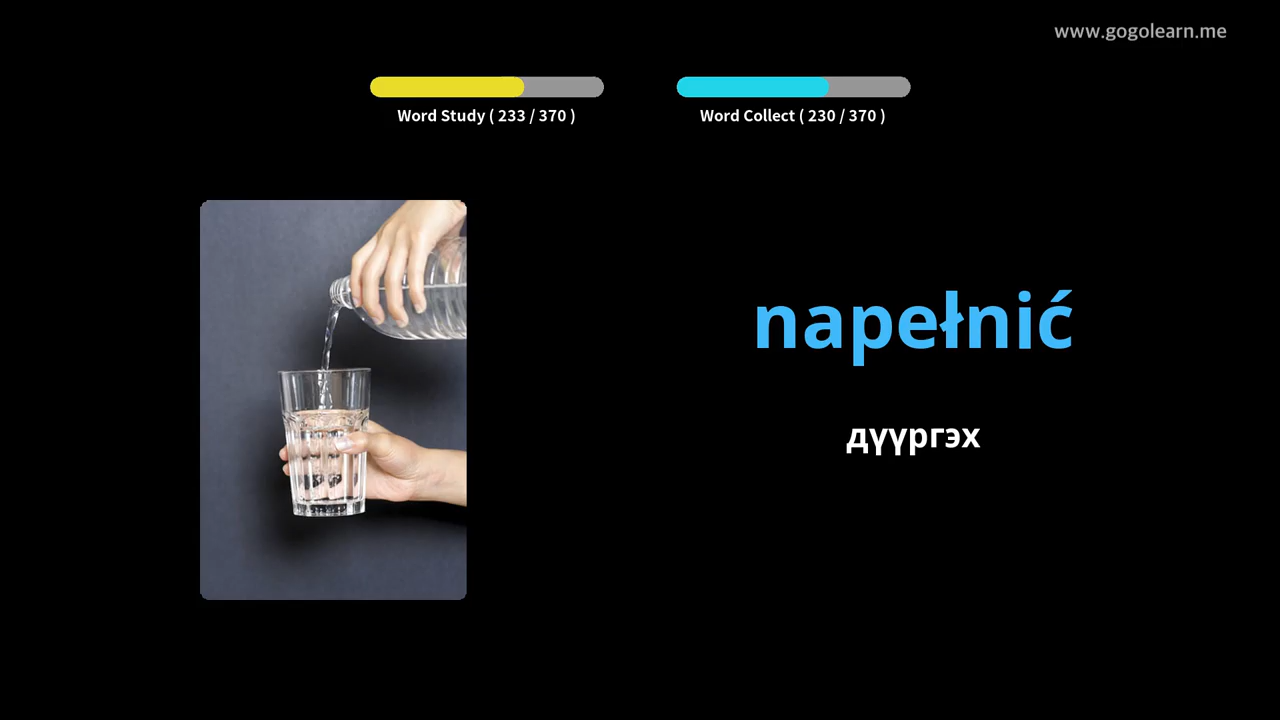 www.gogolearn.me
Word Study ( 233 / 370 )
Word Collect ( 230 / 370 )
napełnić
дүүргэх